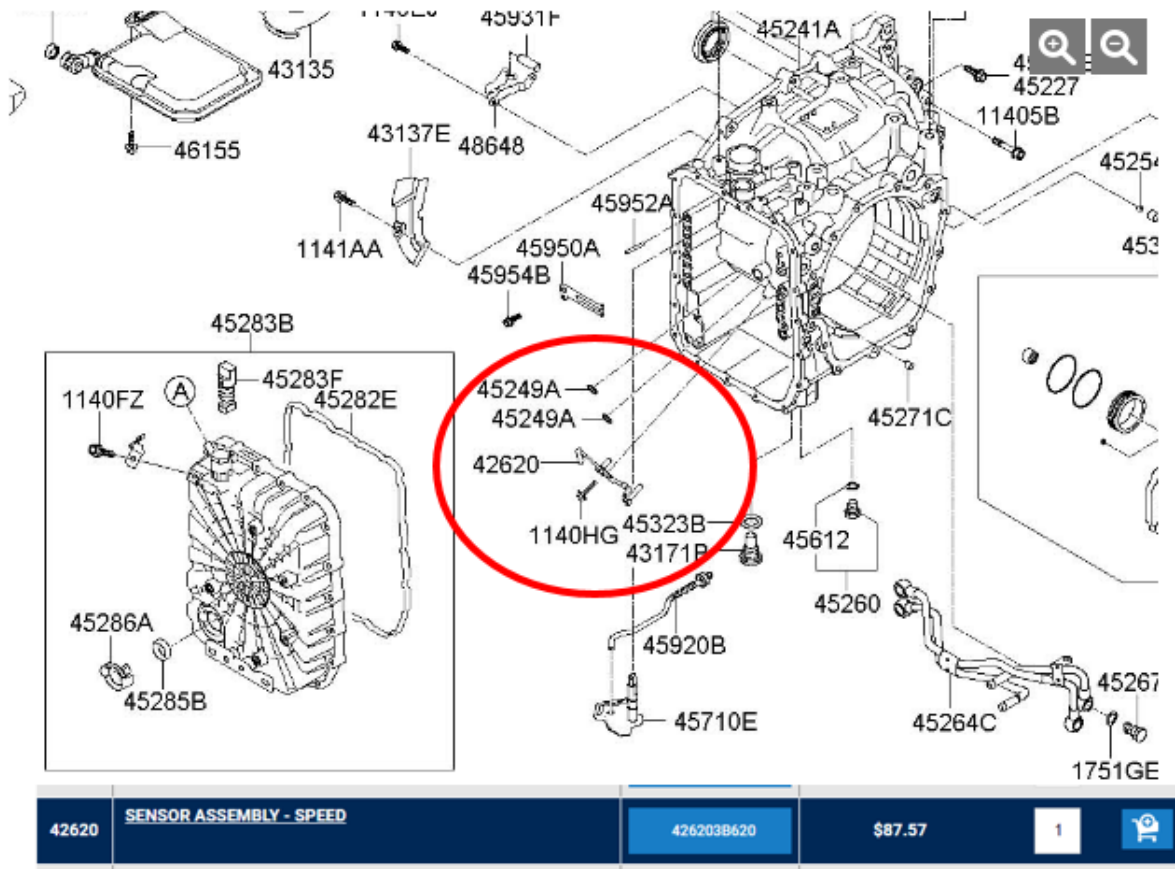 45931F
45241A
43135
45227
11405B
46155
43137E
48648
45254
45952A
1141AA
45950A
45954B
45283B
45283F
45249A
1140FZ
A
45282E
45249A
45271C
42620
1140HG
45323B
45612
43171B
45260
45286A
45920B
45285B
45710E
45264C
45267
1751GE
42620
SENSOR ASSEMBLY - SPEED
426203B620
$87.57
1